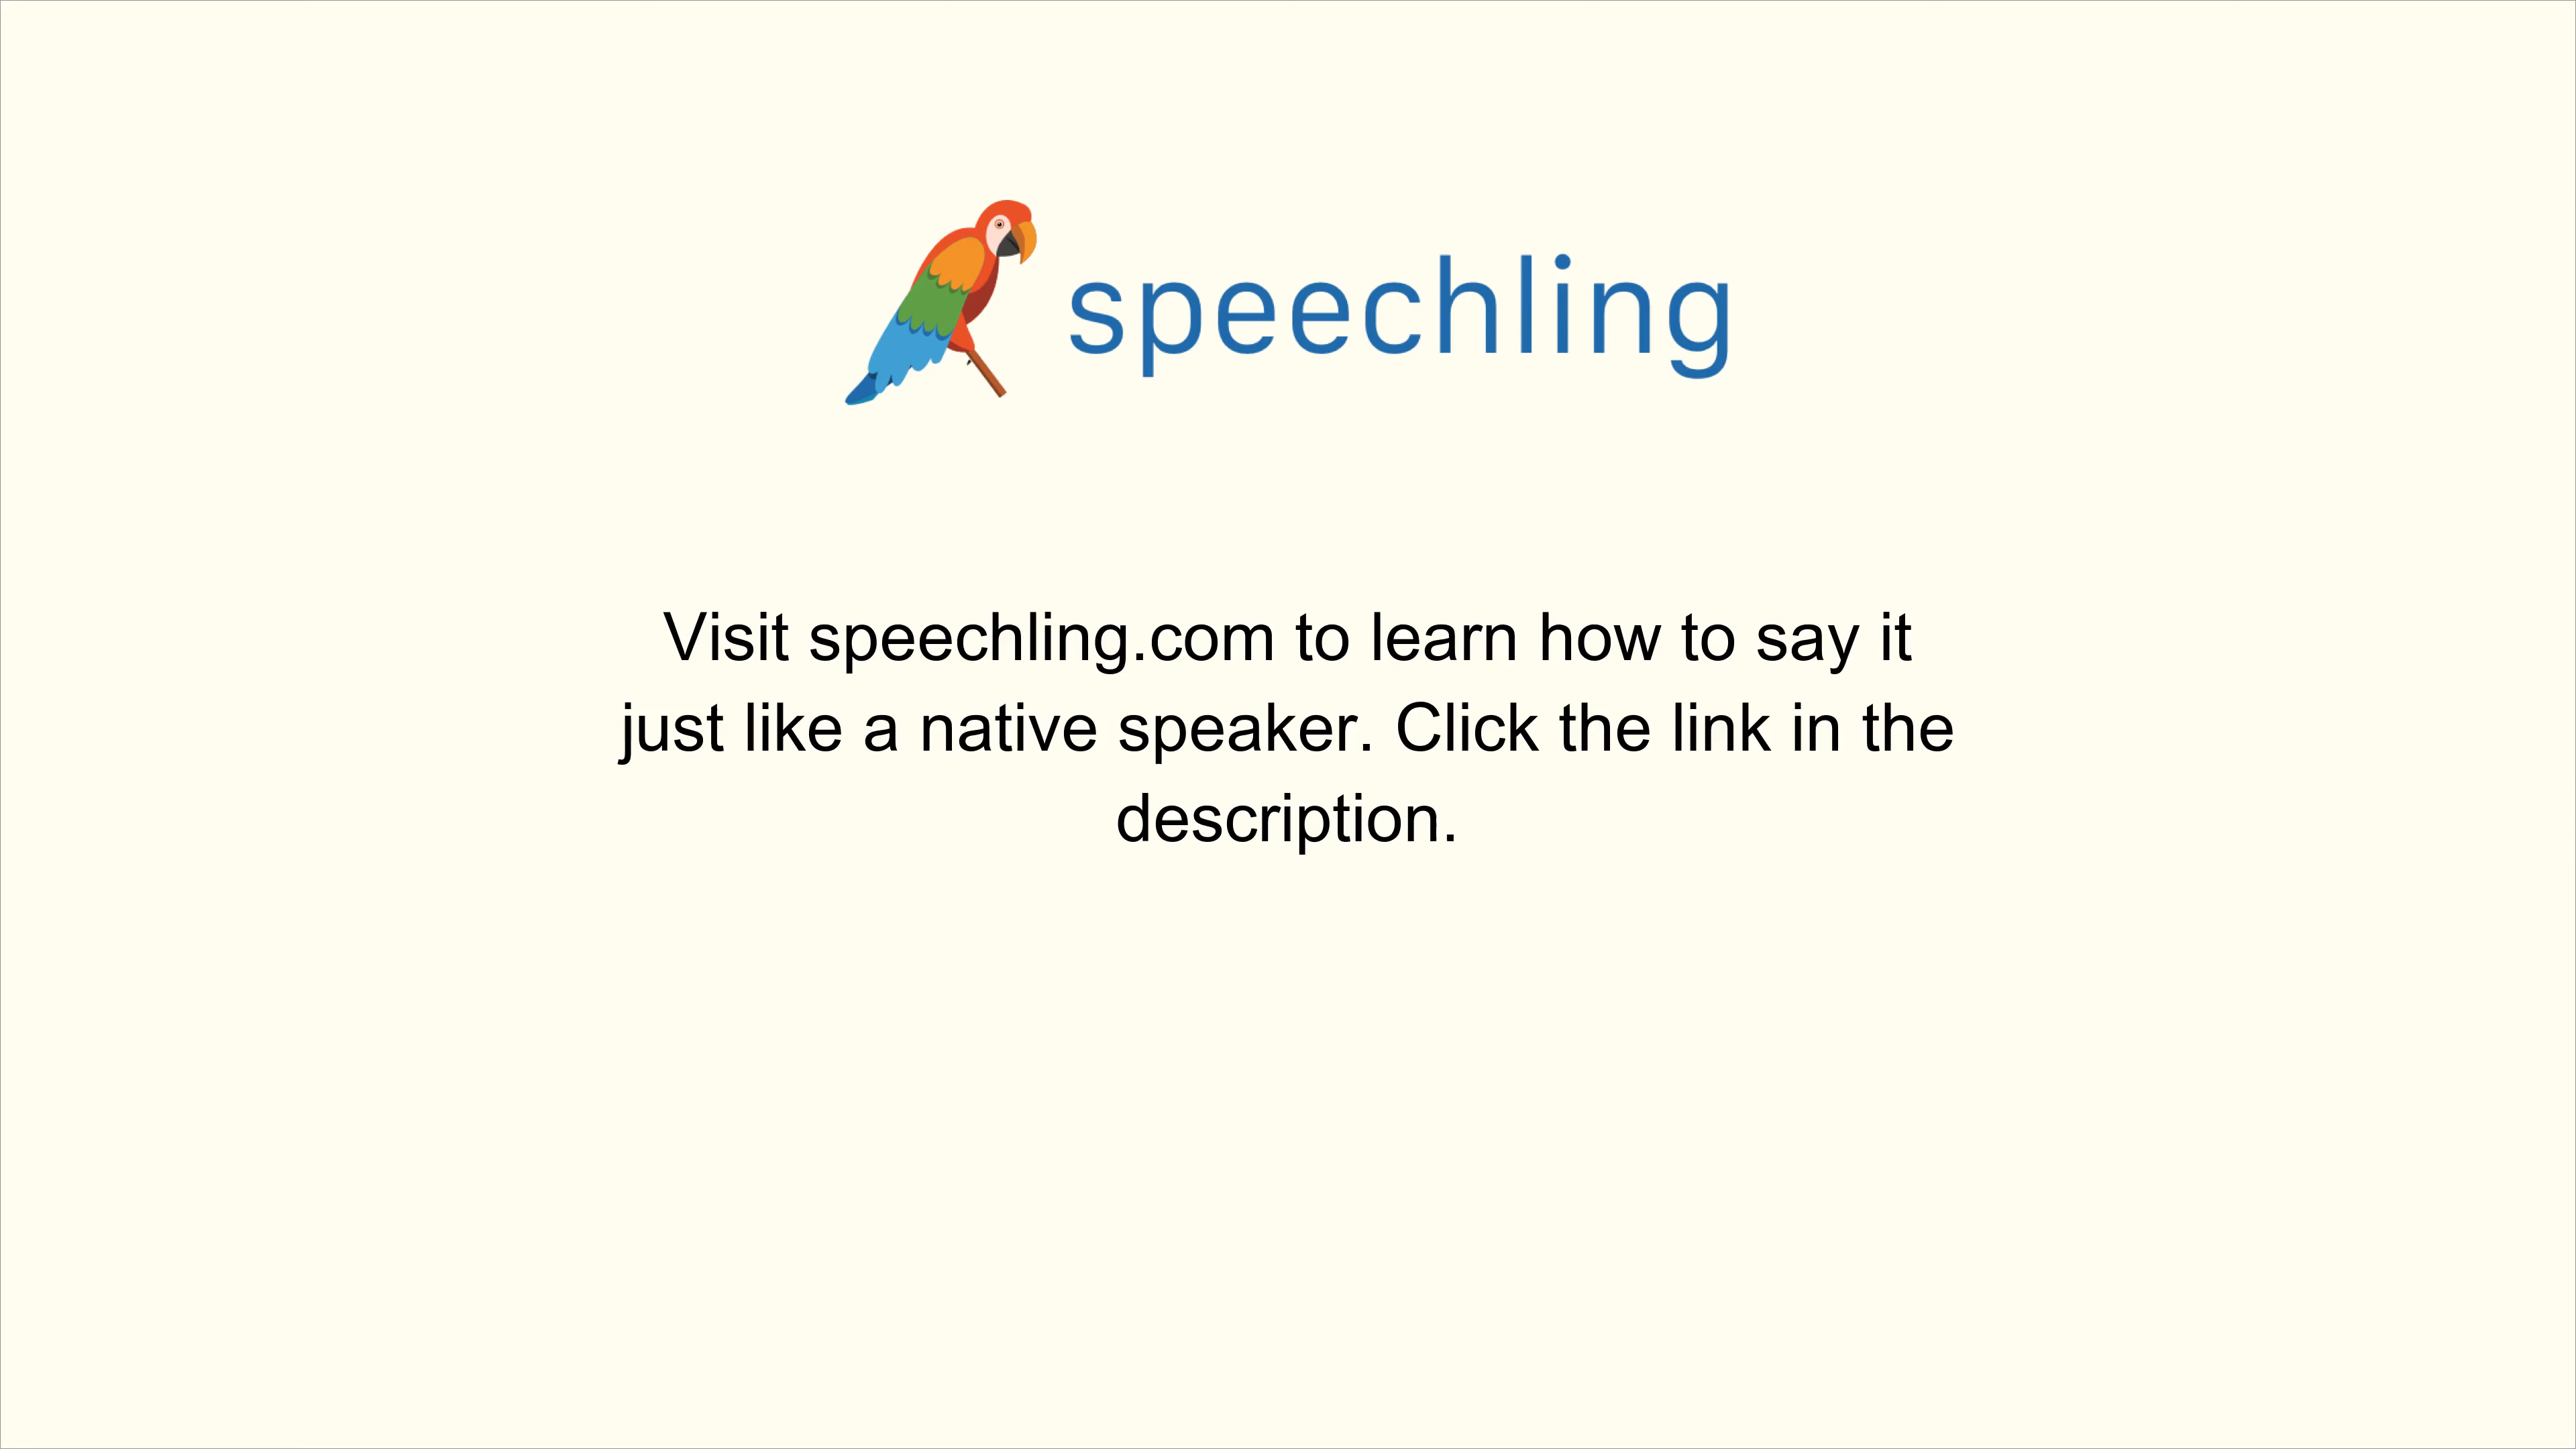 speechling
Visit speechling.com to learn how to say it
just like a native speaker. Click the link in the
description.